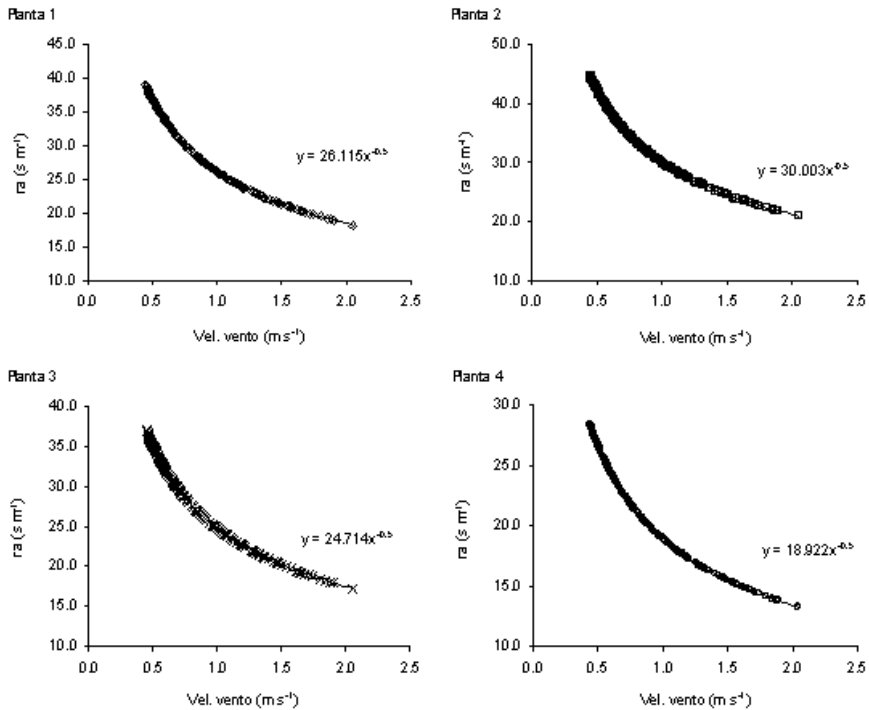 Planta 1
45.0
40.0
35.0
30.0
25.0
20.0
15.0
10.0
ra (s m⁻¹)
y = 26.115x⁻⁰·⁵
0.0 0.5 1.0 1.5 2.0 2.5
Vel. vento (m s⁻¹)
Planta 2
50.0
40.0
30.0
20.0
10.0
ra (s m⁻¹)
y = 30.003x⁻⁰·⁵
0.0 0.5 1.0 1.5 2.0 2.5
Vel. vento (m s⁻¹)
Planta 3
40.0
35.0
30.0
25.0
20.0
15.0
10.0
ra (s m⁻¹)
y = 24.714x⁻⁰·⁵
0.0 0.5 1.0 1.5 2.0 2.5
Vel. vento (m s⁻¹)
Planta 4
30.0
25.0
20.0
15.0
10.0
ra (s m⁻¹)
y = 18.922x⁻⁰·⁵
0.0 0.5 1.0 1.5 2.0 2.5
Vel. vento (m s⁻¹)